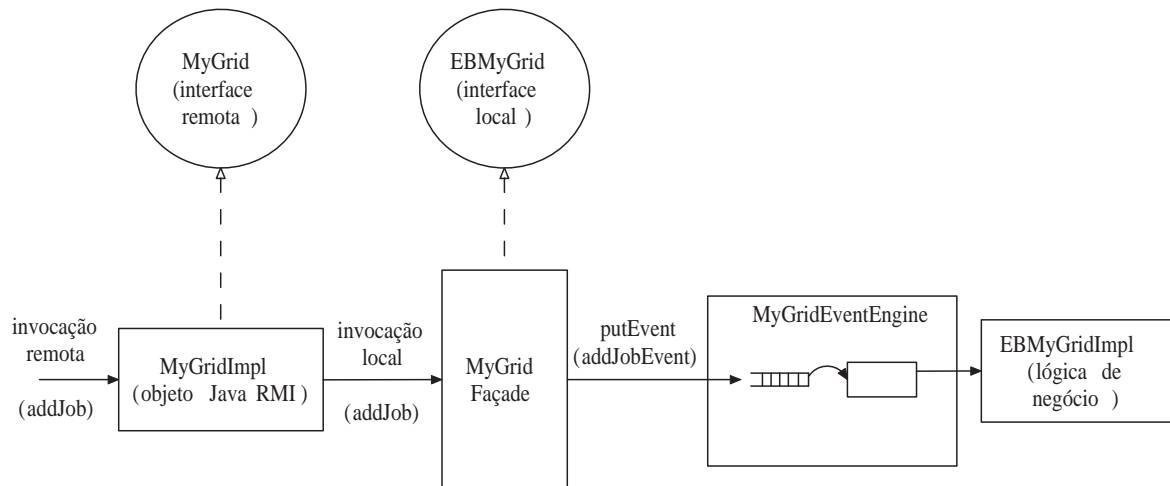 MyGrid
(interface
remota )
EBMyGrid
(interface
local )
invocação
remota
(addJob)
MyGridImpl
(objeto Java RMI )
invocação
local
(addJob)
MyGrid
Façade
putEvent
(addJobEvent)
MyGridEventEngine
EBMyGridImpl
(lógica de
negócio )